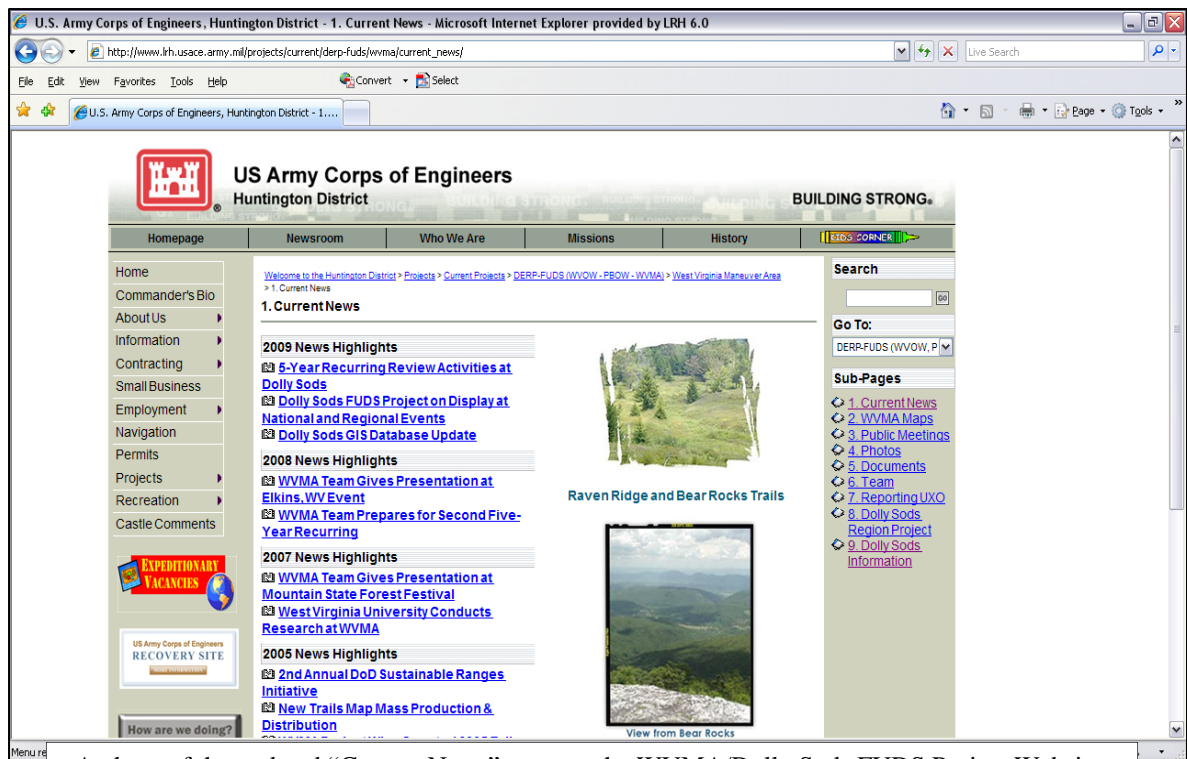 U.S. Army Corps of Engineers, Huntington District - 1. Current News - Microsoft Internet Explorer provided by LRH 6.0
http://www.lrh.usace.army.mil/projects/current/derp-fuds/wvma/current_news/
Live Search
File Edit View Favorites Tools Help
Convert Select
U.S. Army Corps of Engineers, Huntington District - 1....
Page Tools
US Army Corps of Engineers
Huntington District
BUILDING STRONG®
Homepage Newsroom Who We Are Missions History KIDS CORNER
Home
Commander's Bio
About Us
Information
Contracting
Small Business
Employment
Navigation
Permits
Projects
Recreation
Castle Comments
EXPEDITIONARY
VACANCIES
US Army Corps of Engineers
RECOVERY SITE
How are we doing?
Welcome to the Huntington District > Projects > Current Projects > DERP-FUDS (WVOW - PBOW - WVMA) > West Virginia Maneuver Area
> 1. Current News
1. Current News
2009 News Highlights
5-Year Recurring Review Activities at
Dolly Sods
Dolly Sods FUDS Project on Display at
National and Regional Events
Dolly Sods GIS Database Update
2008 News Highlights
WVMA Team Gives Presentation at
Elkins, WV Event
WVMA Team Prepares for Second Five-
Year Recurring
2007 News Highlights
WVMA Team Gives Presentation at
Mountain State Forest Festival
West Virginia University Conducts
Research at WVMA
2005 News Highlights
2nd Annual DoD Sustainable Ranges
Initiative
New Trails Map Mass Production &
Distribution
Raven Ridge and Bear Rocks Trails
View from Bear Rocks
Search
GO
Go To:
DERP-FUDS (WVOW, P
Sub-Pages
1. Current News
2. WVMA Maps
3. Public Meetings
4. Photos
5. Documents
6. Team
7. Reporting UXO
8. Dolly Sods
Region Project
9. Dolly Sods
Information
Menu re